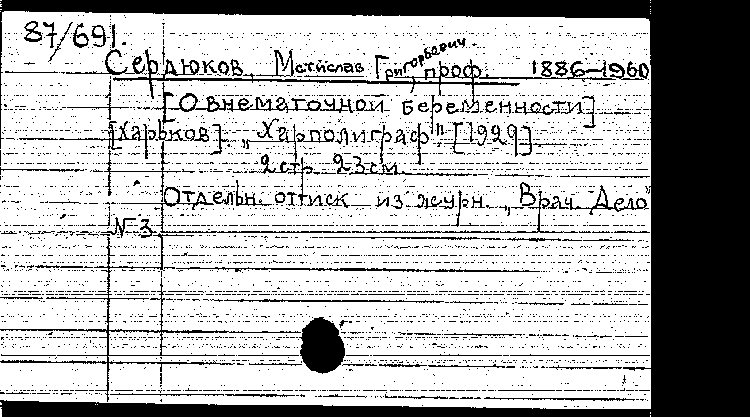 87/691.
Сердюков, Мстислав Григорьевич, проф. 1886–1960
[О внематочной беременности]
[Харьков]. „Харполиграф". [1929].
2 стр. 23 см.
Отдельн. оттиск из журн. „Врач. Дело"
№ 3.